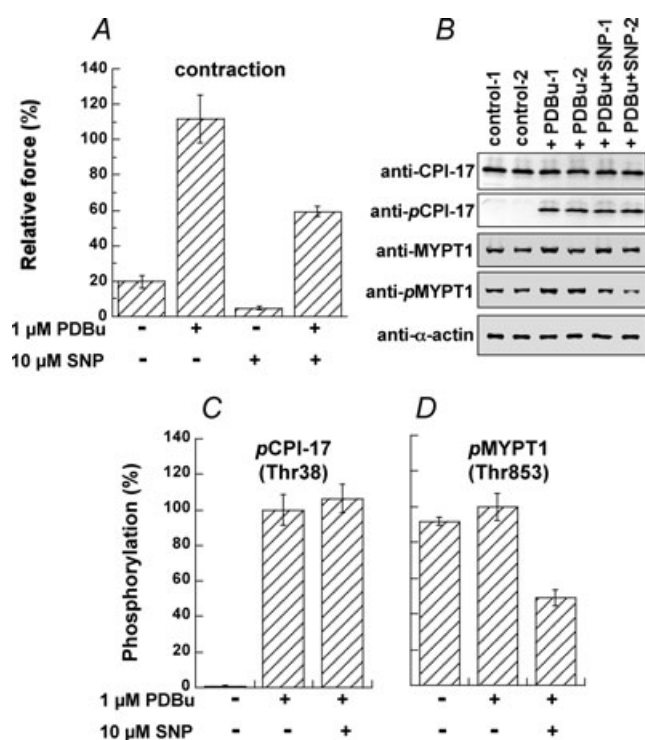 A
contraction
140
120
100
80
60
40
20
0
Relative force (%)
1 µM PDBu - + - +
10 µM SNP - - + +
B
control-1
control-2
+ PDBu-1
+ PDBu-2
+ PDBu+SNP-1
+ PDBu+SNP-2
anti-CPI-17
anti-pCPI-17
anti-MYPT1
anti-pMYPT1
anti-α-actin
C
pCPI-17
(Thr38)
140
120
100
80
60
40
20
0
Phosphorylation (%)
D
pMYPT1
(Thr853)
1 µM PDBu - + + - + +
10 µM SNP - - + - - +